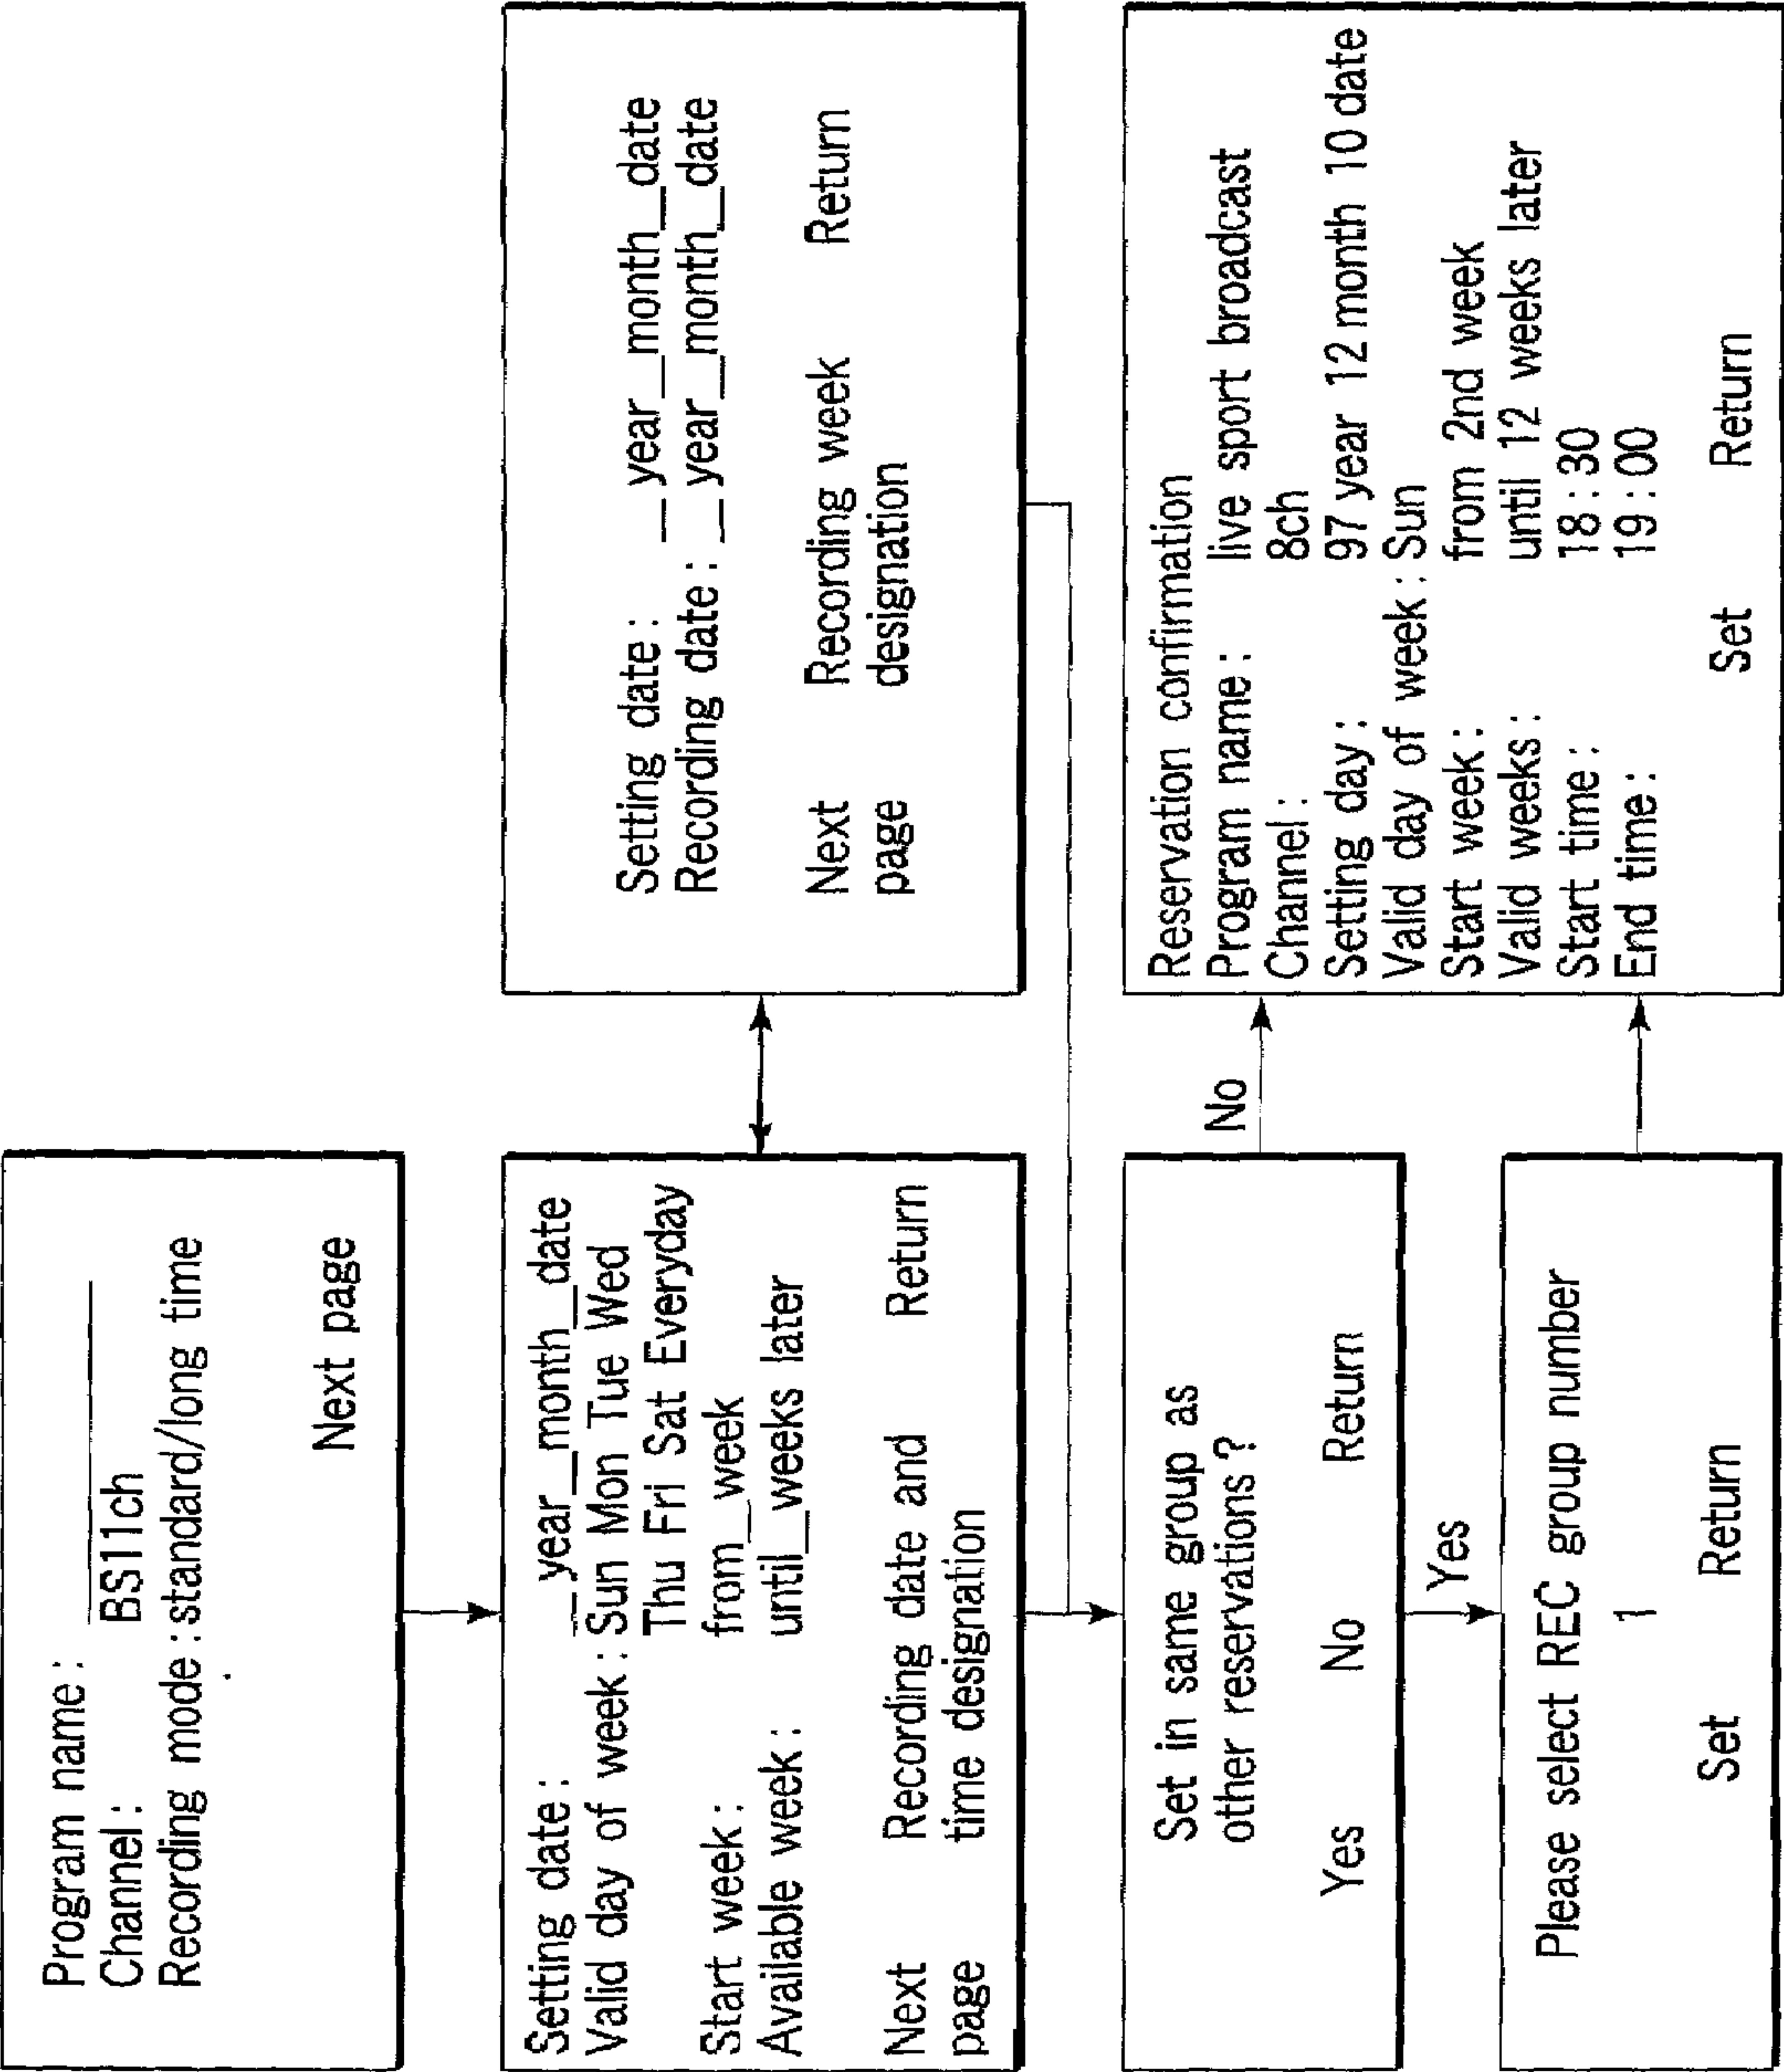 Program name :
Channel : BS11ch
Recording mode : standard/long time
Next page
Setting date : __year_month_date
Valid day of week : Sun Mon Tue Wed
Thu Fri Sat Everyday
Start week : from_week
Available week : until_weeks later
Next Recording date and Return
page time designation
Setting date : __year_month_date
Recording date : __year_month_date
Next Recording week Return
page designation
Set in same group as
other reservations ?
Yes No Return
No
Yes
Please select REC group number
1
Set Return
Reservation confirmation
Program name : live sport broadcast
Channel : 8ch
Setting day : 97 year 12 month 10 date
Valid day of week : Sun
Start week : from 2nd week
Valid weeks : until 12 weeks later
Start time : 18 : 30
End time : 19 : 00
Set Return